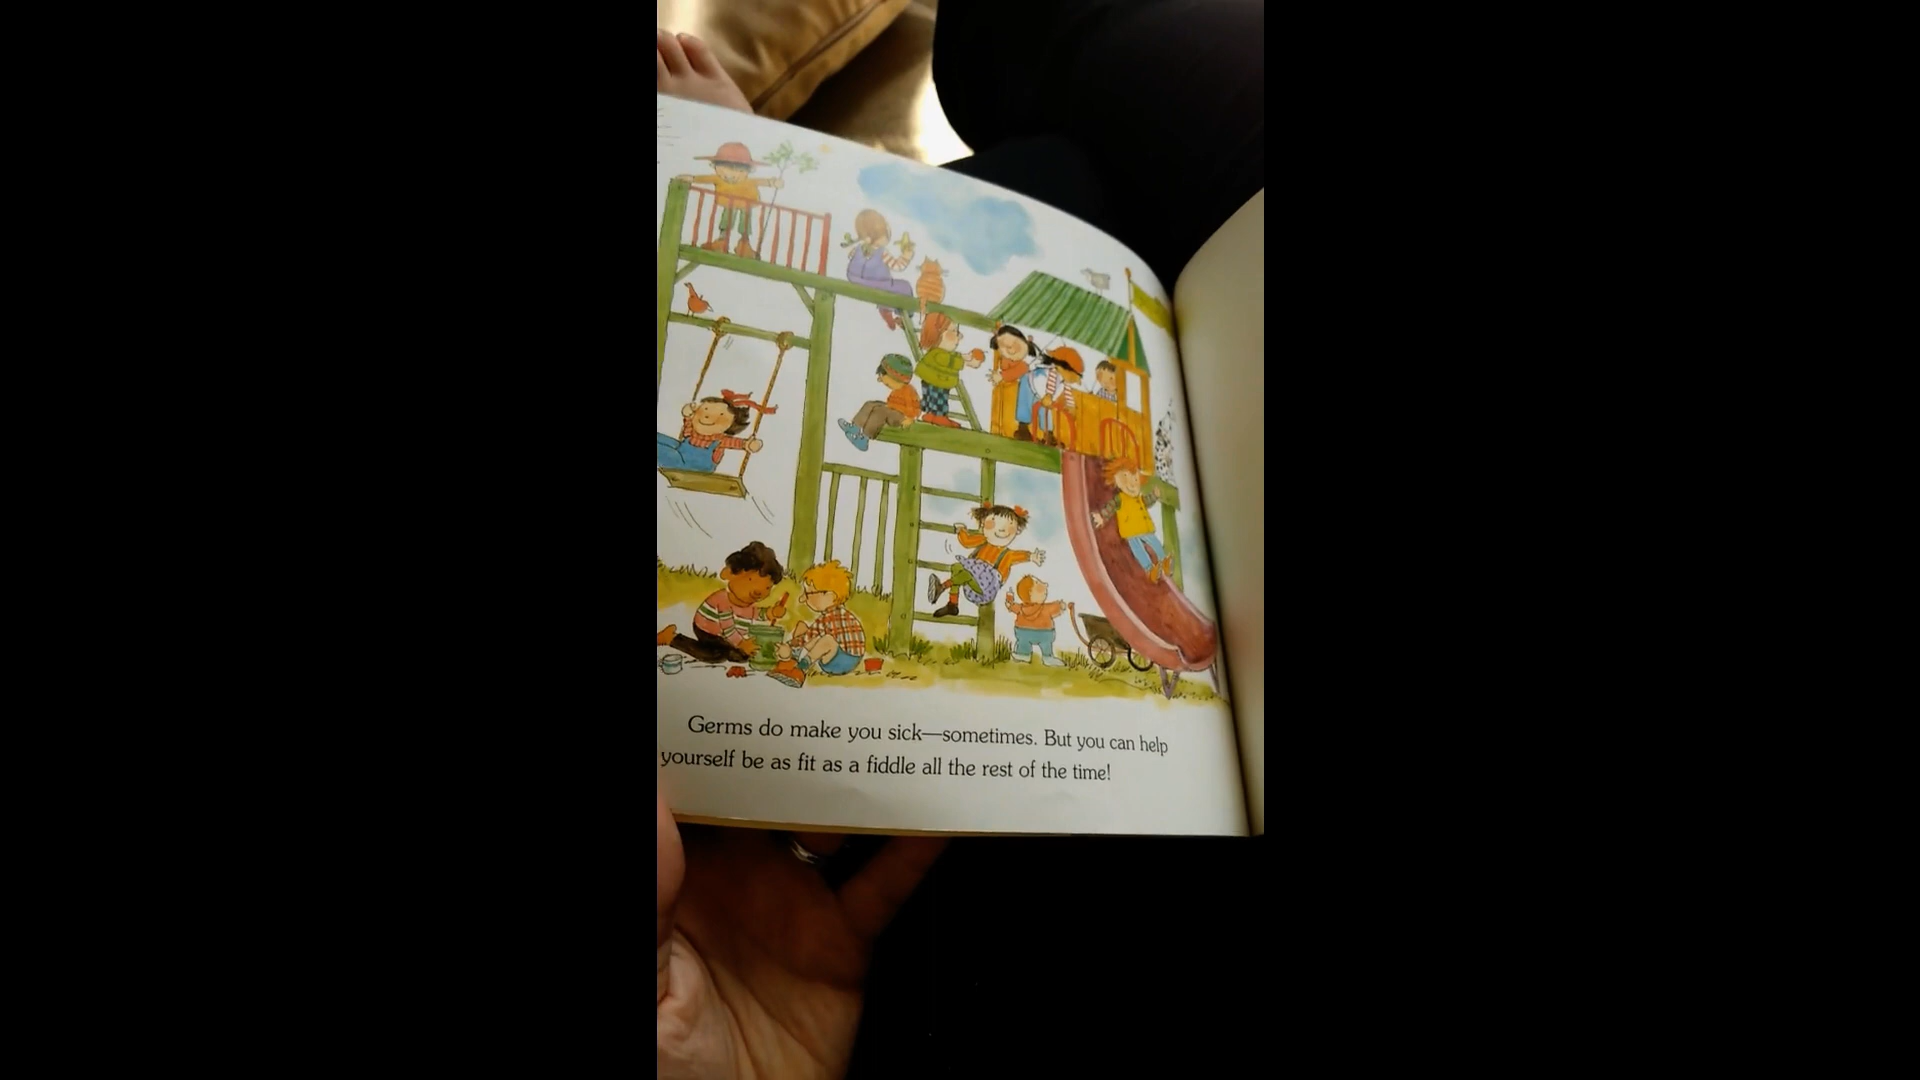 Germs do make you sick—sometimes. But you can help
yourself be as fit as a fiddle all the rest of the time!